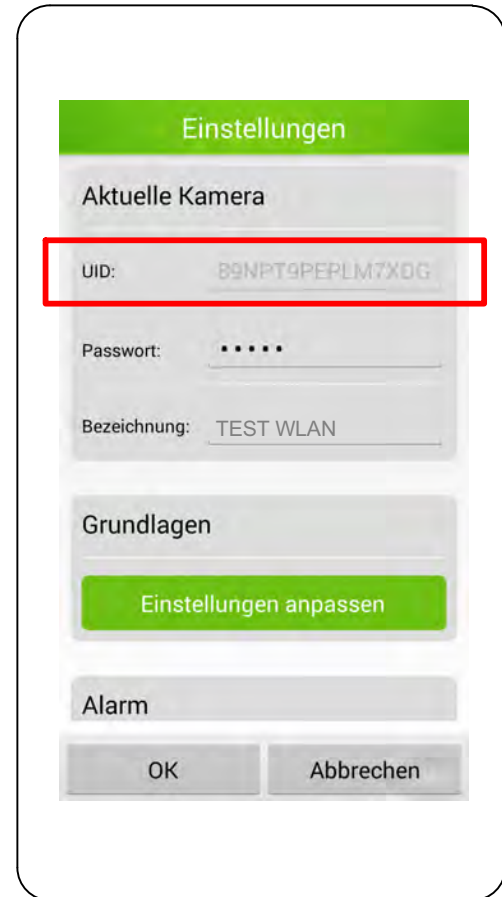 Einstellungen
Aktuelle Kamera
UID: B9NPT9PEPLM7XDG
Passwort: •••••
Bezeichnung: TEST WLAN
Grundlagen
Einstellungen anpassen
Alarm
OK Abbrechen